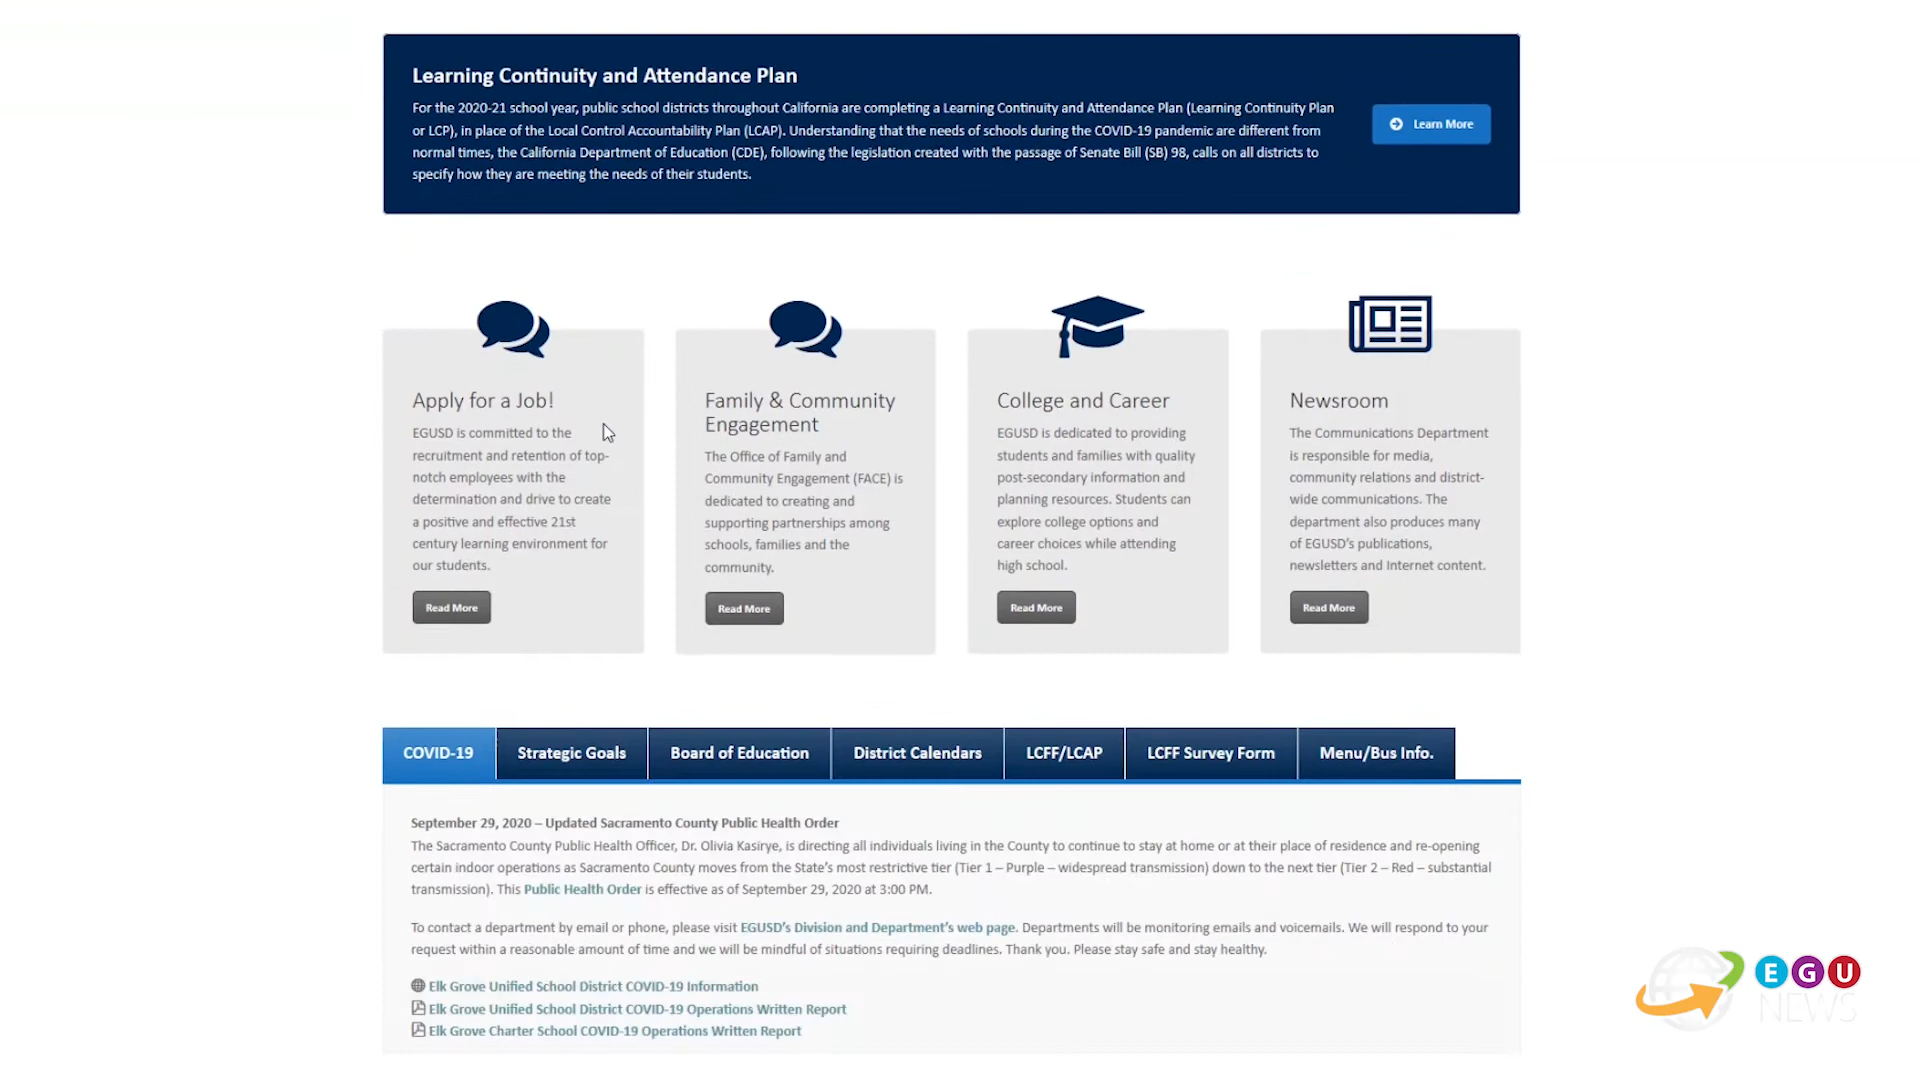 Learning Continuity and Attendance Plan
For the 2020-21 school year, public school districts throughout California are completing a Learning Continuity and Attendance Plan (Learning Continuity Plan
or LCP), in place of the Local Control Accountability Plan (LCAP). Understanding that the needs of schools during the COVID-19 pandemic are different from
normal times, the California Department of Education (CDE), following the legislation created with the passage of Senate Bill (SB) 98, calls on all districts to
specify how they are meeting the needs of their students.
Learn More
Apply for a Job!
EGUSD is committed to the
recruitment and retention of top-
notch employees with the
determination and drive to create
a positive and effective 21st
century learning environment for
our students.
Read More
Family & Community
Engagement
The Office of Family and
Community Engagement (FACE) is
dedicated to creating and
supporting partnerships among
schools, families and the
community.
Read More
College and Career
EGUSD is dedicated to providing
students and families with quality
post-secondary information and
planning resources. Students can
explore college options and
career choices while attending
high school.
Read More
Newsroom
The Communications Department
is responsible for media,
community relations and district-
wide communications. The
department also produces many
of EGUSD's publications,
newsletters and Internet content.
Read More
COVID-19
Strategic Goals
Board of Education
District Calendars
LCFF/LCAP
LCFF Survey Form
Menu/Bus Info.
September 29, 2020 – Updated Sacramento County Public Health Order
The Sacramento County Public Health Officer, Dr. Olivia Kasirye, is directing all individuals living in the County to continue to stay at home or at their place of residence and re-opening
certain indoor operations as Sacramento County moves from the State's most restrictive tier (Tier 1 – Purple – widespread transmission) down to the next tier (Tier 2 – Red – substantial
transmission). This Public Health Order is effective as of September 29, 2020 at 3:00 PM.
To contact a department by email or phone, please visit EGUSD's Division and Department's web page. Departments will be monitoring emails and voicemails. We will respond to your
request within a reasonable amount of time and we will be mindful of situations requiring deadlines. Thank you. Please stay safe and stay healthy.
Elk Grove Unified School District COVID-19 Information
Elk Grove Unified School District COVID-19 Operations Written Report
Elk Grove Charter School COVID-19 Operations Written Report
EGU
NEWS